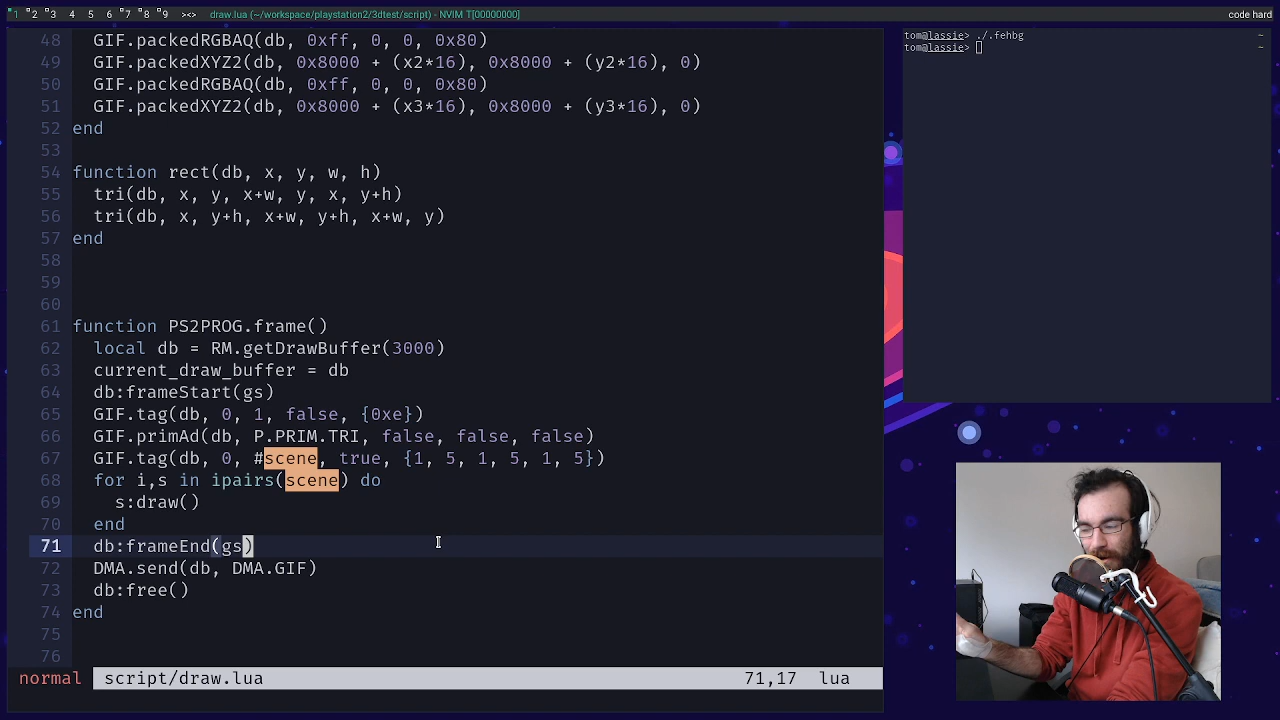 1 2 3 4 5 6 7 8 9 ><> draw.lua (~/workspace/playstation2/3dtest/script) - NVIM T[00000000] code hard
48 GIF.packedRGBAQ(db, 0xff, 0, 0, 0x80)
49 GIF.packedXYZ2(db, 0x8000 + (x2*16), 0x8000 + (y2*16), 0)
50 GIF.packedRGBAQ(db, 0xff, 0, 0, 0x80)
51 GIF.packedXYZ2(db, 0x8000 + (x3*16), 0x8000 + (y3*16), 0)
52 end
53
54 function rect(db, x, y, w, h)
55 tri(db, x, y, x+w, y, x, y+h)
56 tri(db, x, y+h, x+w, y+h, x+w, y)
57 end
58
59
60
61 function PS2PROG.frame()
62 local db = RM.getDrawBuffer(3000)
63 current_draw_buffer = db
64 db:frameStart(gs)
65 GIF.tag(db, 0, 1, false, {0xe})
66 GIF.primAd(db, P.PRIM.TRI, false, false, false)
67 GIF.tag(db, 0, #scene, true, {1, 5, 1, 5, 1, 5})
68 for i,s in ipairs(scene) do
69 s:draw()
70 end
71 db:frameEnd(gs)
72 DMA.send(db, DMA.GIF)
73 db:free()
74 end
75
76
normal script/draw.lua 71,17 lua
tom@lassie> ./.fehbg ~
tom@lassie> ~